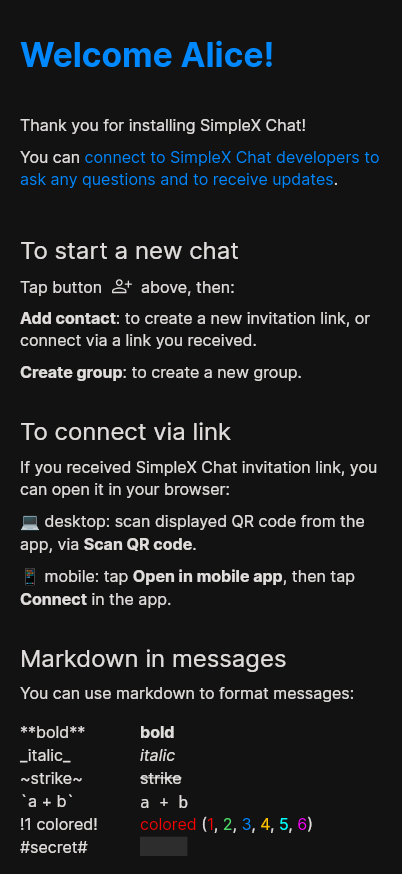 Welcome Alice!
Thank you for installing SimpleX Chat!
You can connect to SimpleX Chat developers to
ask any questions and to receive updates.
To start a new chat
Tap button above, then:
Add contact: to create a new invitation link, or
connect via a link you received.
Create group: to create a new group.
To connect via link
If you received SimpleX Chat invitation link, you
can open it in your browser:
💻 desktop: scan displayed QR code from the
app, via Scan QR code.
📱 mobile: tap Open in mobile app, then tap
Connect in the app.
Markdown in messages
You can use markdown to format messages:
**bold** bold
_italic_ italic
~strike~ strike
`a + b` a + b
!1 colored! colored (1, 2, 3, 4, 5, 6)
#secret#